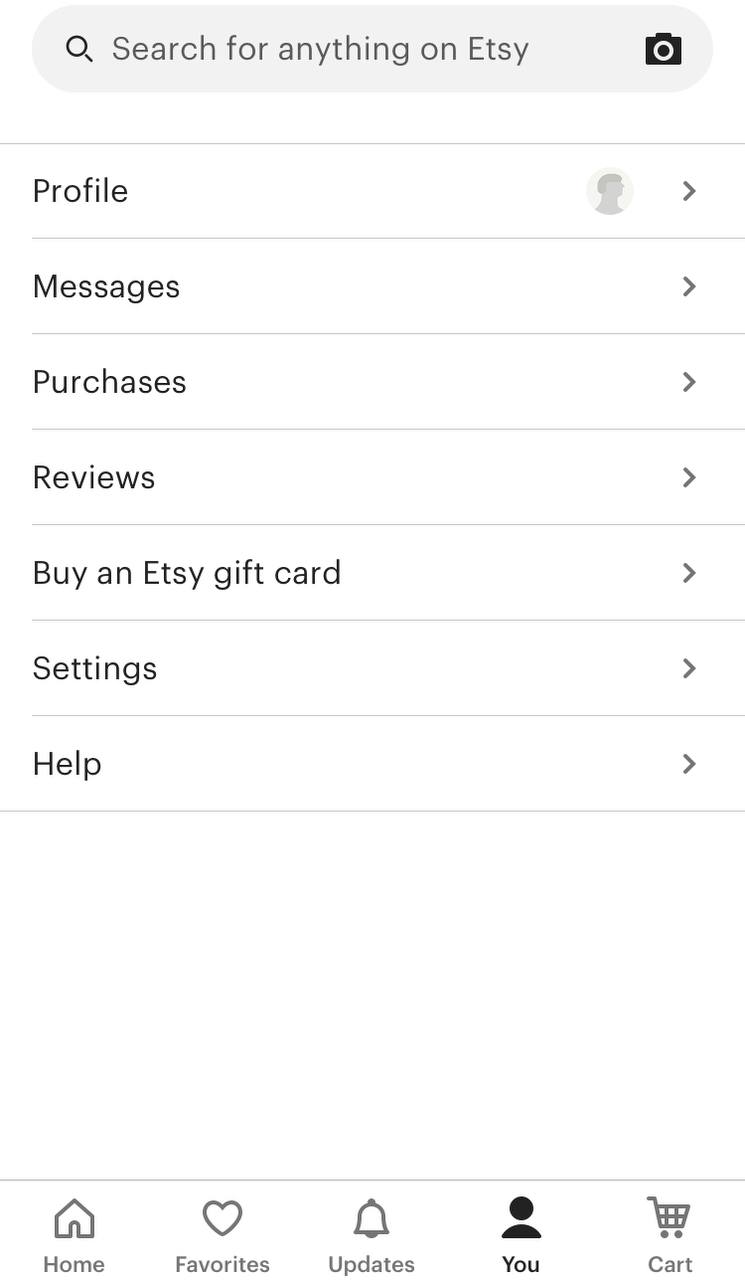 Search for anything on Etsy
Profile
Messages
Purchases
Reviews
Buy an Etsy gift card
Settings
Help
Home
Favorites
Updates
You
Cart